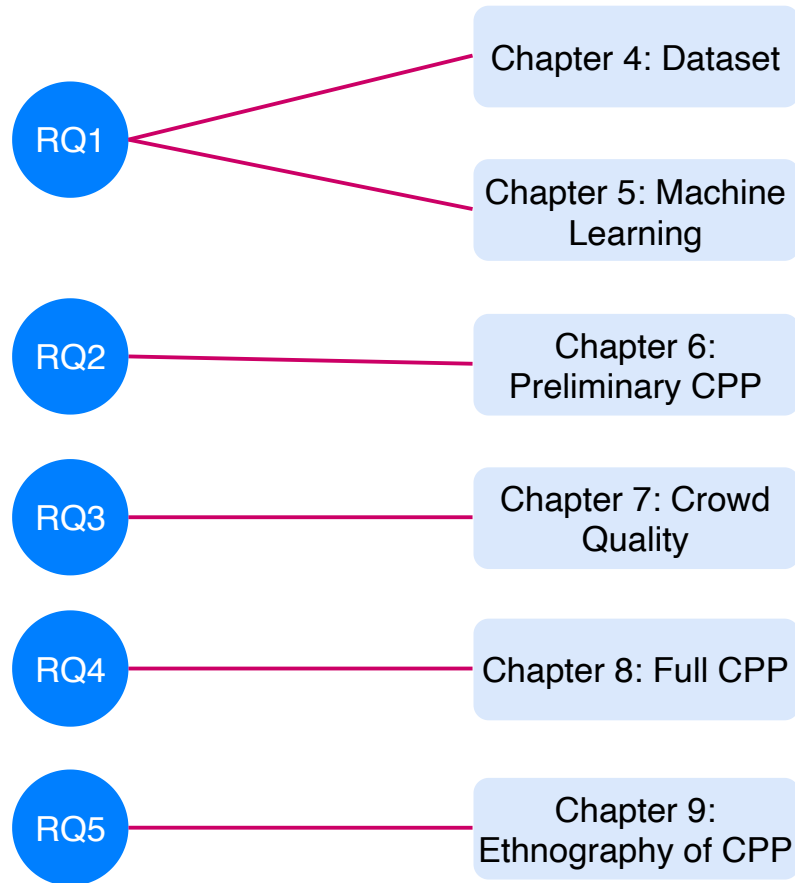 RQ1
Chapter 4: Dataset
Chapter 5: Machine
Learning
RQ2
Chapter 6:
Preliminary CPP
RQ3
Chapter 7: Crowd
Quality
RQ4
Chapter 8: Full CPP
RQ5
Chapter 9:
Ethnography of CPP